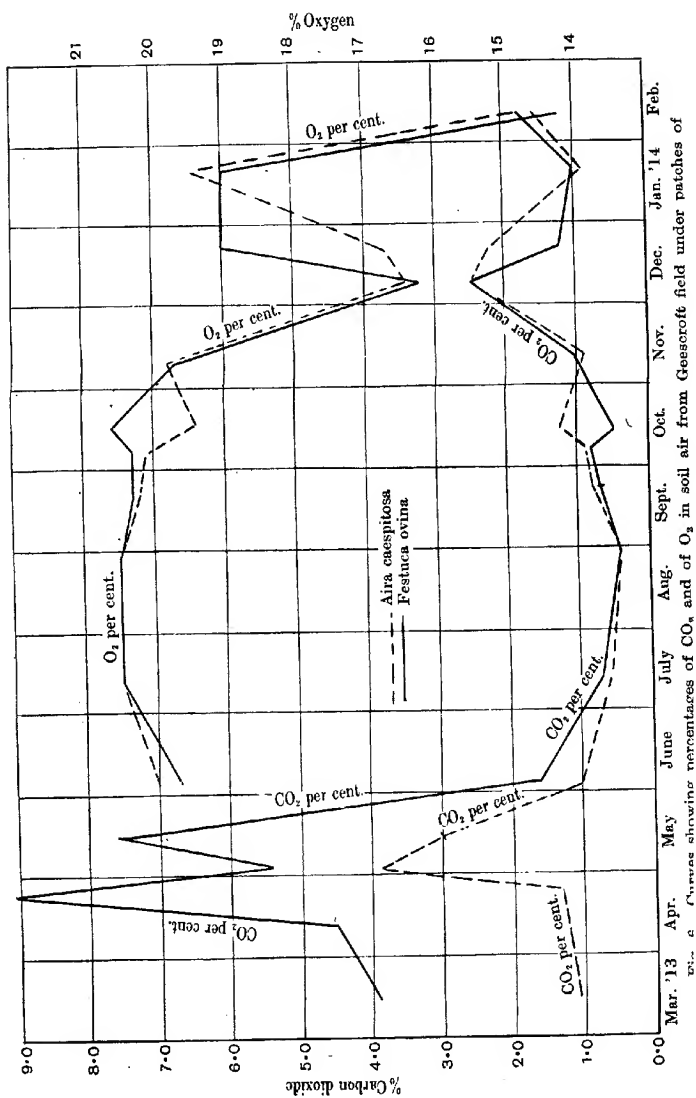 % Oxygen
21
20
19
18
17
16
15
14
9·0
8·0
7·0
6·0
5·0
4·0
3·0
2·0
1·0
0·0
% Carbon dioxide
O₂ per cent.
O₂ per cent.
O₂ per cent.
CO₂ per cent.
CO₂ per cent.
CO₂ per cent.
CO₂ per cent.
CO₂ per cent.
CO₂ per cent.
Aira caespitosa
Festuca ovina
Mar. '13 Apr. May June July Aug. Sept. Oct. Nov. Dec. Jan. '14 Feb.
Curves showing percentages of CO₂ and of O₂ in soil air from Geescroft field under patches of